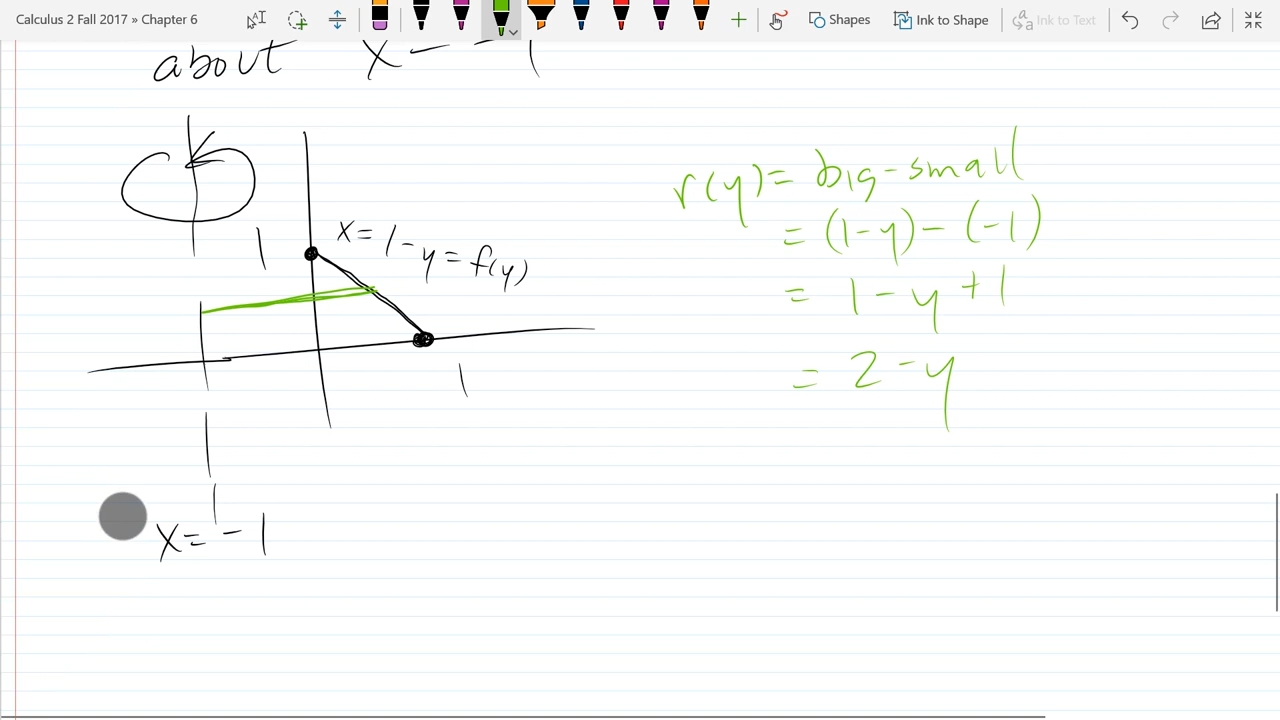 Calculus 2 Fall 2017 » Chapter 6
Shapes
Ink to Shape
Ink to Text
about x = -1
1
x = 1 - y = f(y)
1
x = -1
r(y) = big - small
= (1 - y) - (-1)
= 1 - y + 1
= 2 - y